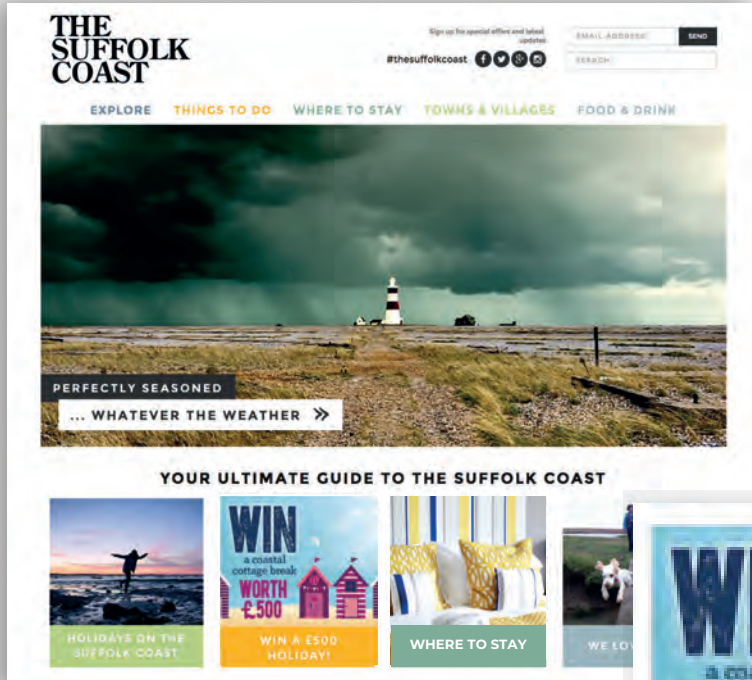 THE
SUFFOLK
COAST
Sign up for special offers and latest
updates
EMAIL ADDRESS
SEND
#thesuffolkcoast
SEARCH
EXPLORE THINGS TO DO WHERE TO STAY TOWNS & VILLAGES FOOD & DRINK
PERFECTLY SEASONED
... WHATEVER THE WEATHER »
YOUR ULTIMATE GUIDE TO THE SUFFOLK COAST
HOLIDAYS ON THE
SUFFOLK COAST
WIN
a coastal
cottage break
WORTH
£500
WIN A £500
HOLIDAY!
WHERE TO STAY
WE LOV